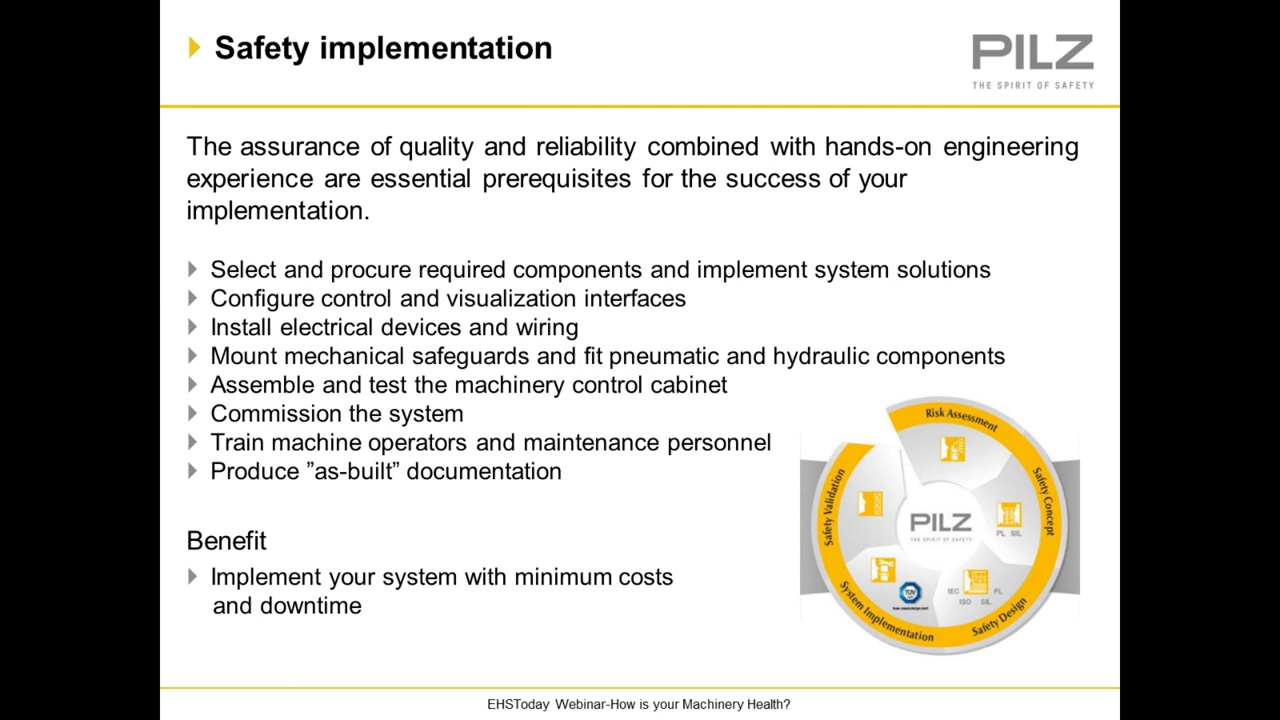 Safety implementation
PILZ
THE SPIRIT OF SAFETY
The assurance of quality and reliability combined with hands-on engineering
experience are essential prerequisites for the success of your
implementation.
Select and procure required components and implement system solutions
Configure control and visualization interfaces
Install electrical devices and wiring
Mount mechanical safeguards and fit pneumatic and hydraulic components
Assemble and test the machinery control cabinet
Commission the system
Train machine operators and maintenance personnel
Produce ”as-built” documentation
Benefit
Implement your system with minimum costs
and downtime
Risk Assessment
Safety Concept
PL SIL
Safety Design
IEC PL
ISO SIL
System Implementation
TÜV
Safety Validation
PILZ
THE SPIRIT OF SAFETY
EHSToday Webinar-How is your Machinery Health?